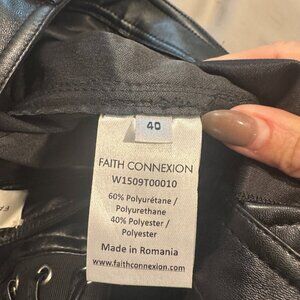 40
FAITH CONNEXION
W1509T00010
60% Polyurétane /
Polyurethane
40% Polyester /
Polyester
Made in Romania
www.faithconnexion.com